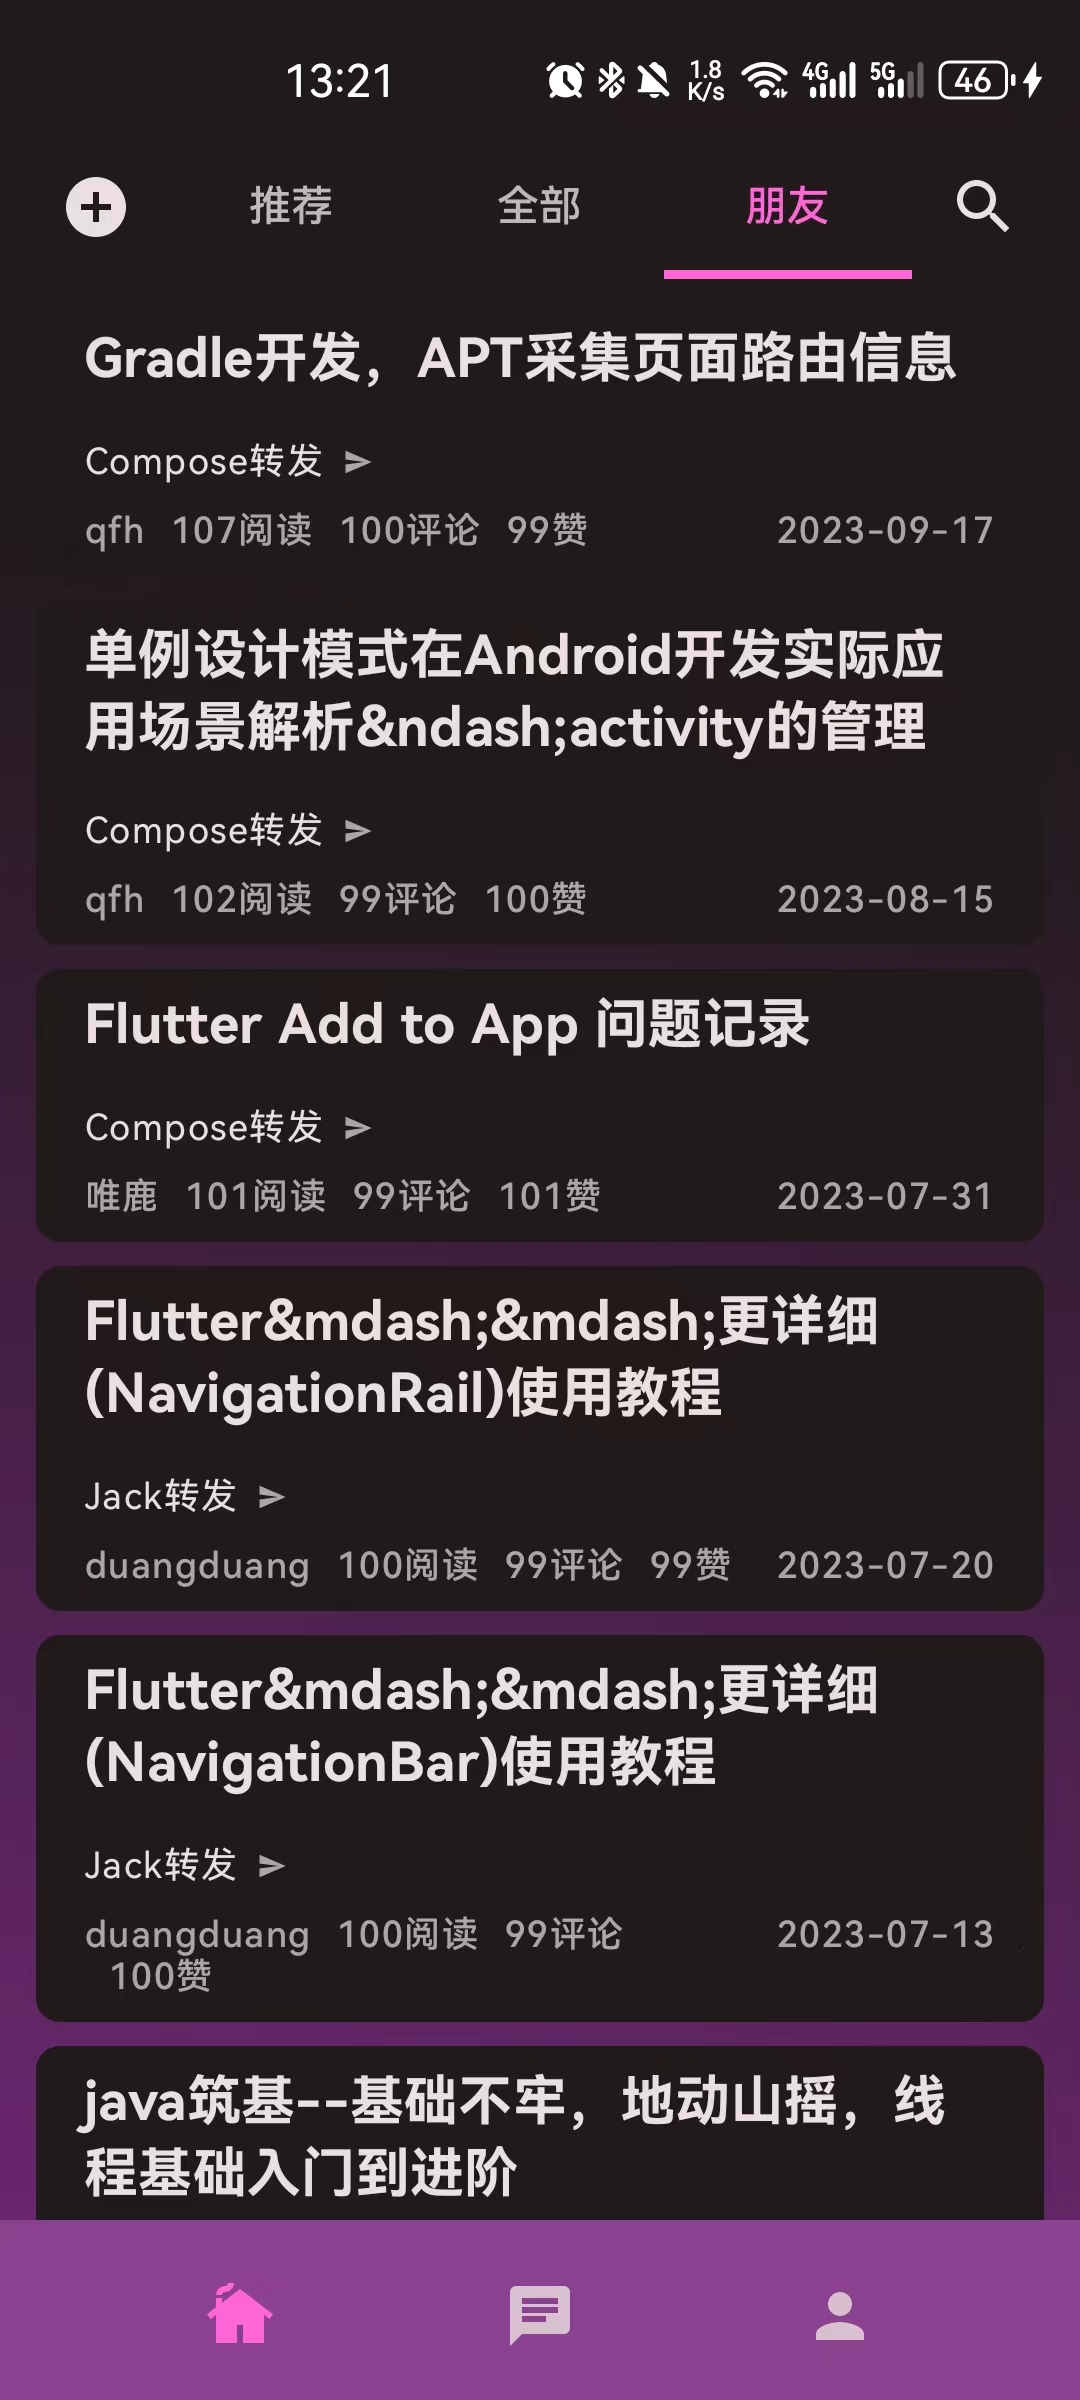 13:21
1.8 K/s 4G 5G 46
推荐 全部 朋友
Gradle开发，APT采集页面路由信息
Compose转发
qfh 107阅读 100评论 99赞 2023-09-17
单例设计模式在Android开发实际应
用场景解析&ndash;activity的管理
Compose转发
qfh 102阅读 99评论 100赞 2023-08-15
Flutter Add to App 问题记录
Compose转发
唯鹿 101阅读 99评论 101赞 2023-07-31
Flutter&mdash;&mdash;更详细
(NavigationRail)使用教程
Jack转发
duangduang 100阅读 99评论 99赞 2023-07-20
Flutter&mdash;&mdash;更详细
(NavigationBar)使用教程
Jack转发
duangduang 100阅读 99评论 2023-07-13
100赞
java筑基--基础不牢，地动山摇，线
程基础入门到进阶